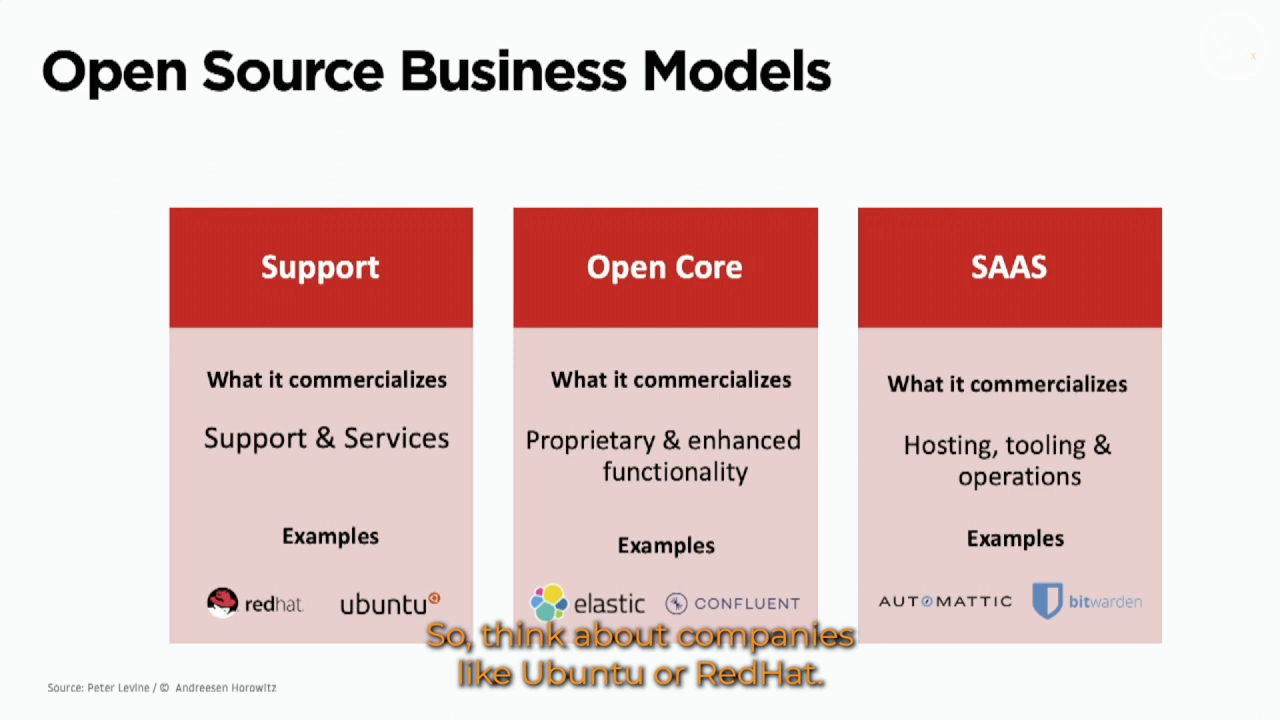 Open Source Business Models
Support
What it commercializes
Support & Services
Examples
redhat.
ubuntu
Open Core
What it commercializes
Proprietary & enhanced
functionality
Examples
elastic
CONFLUENT
SAAS
What it commercializes
Hosting, tooling &
operations
Examples
AUTOMATTIC
bitwarden
So, think about companies
like Ubuntu or RedHat.
Source: Peter Levine / © Andreesen Horowitz